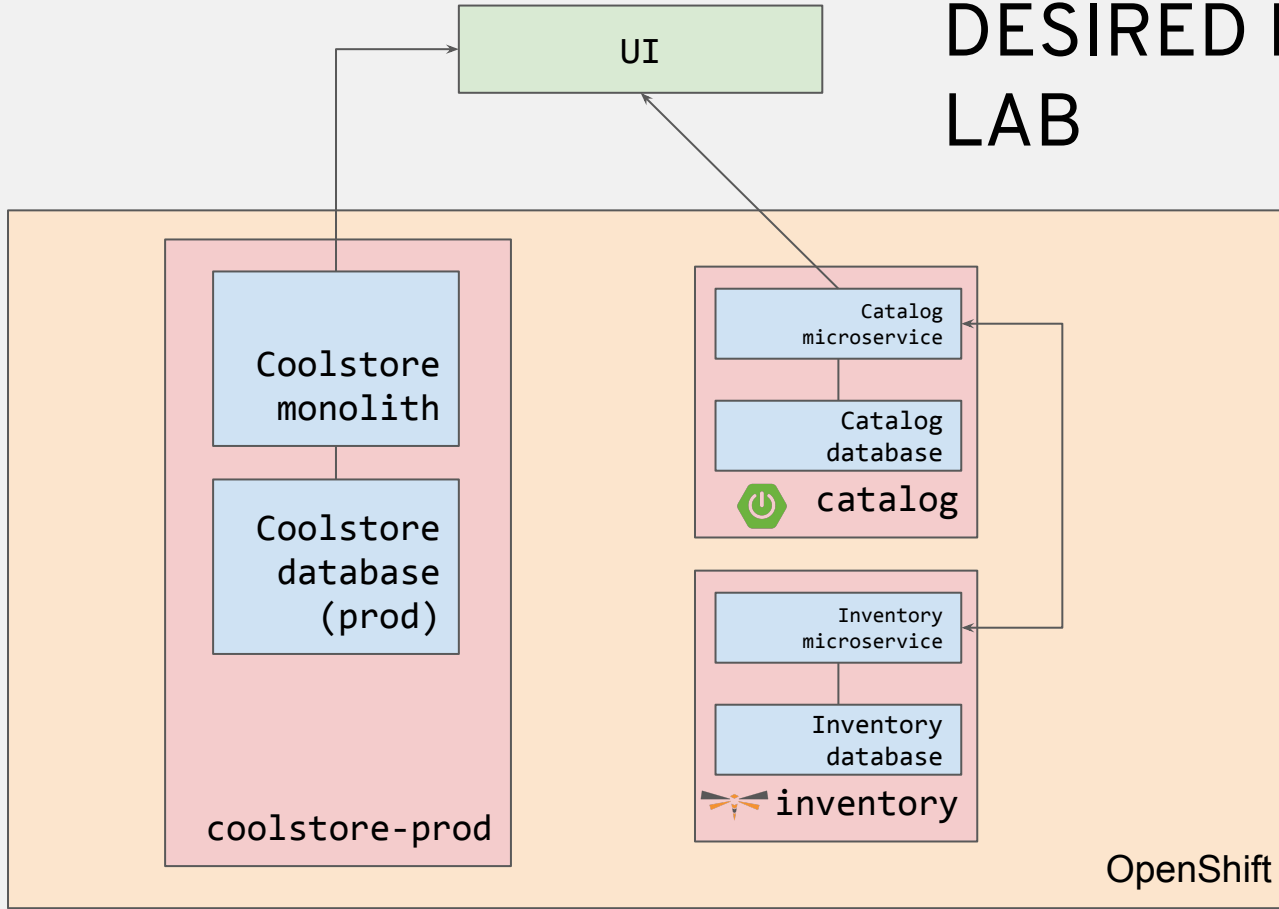 DESIRED
LAB
UI
Coolstore
monolith
Coolstore
database
(prod)
coolstore-prod
Catalog
microservice
Catalog
database
catalog
Inventory
microservice
Inventory
database
inventory
OpenShift